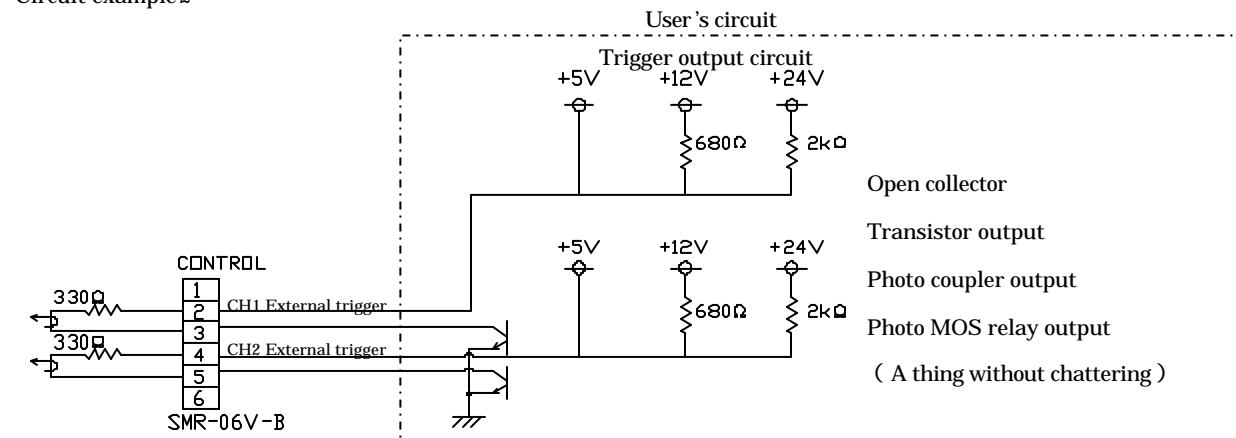 Circuit example2
User's circuit
Trigger output circuit
+5V +12V +24V
680Ω 2kΩ
Open collector
Transistor output
+5V +12V +24V
CONTROL
Photo coupler output
330Ω 1
2 CH1 External trigger
680Ω 2kΩ
Photo MOS relay output
3
330Ω 4 CH2 External trigger
5
( A thing without chattering )
6
SMR-06V-B